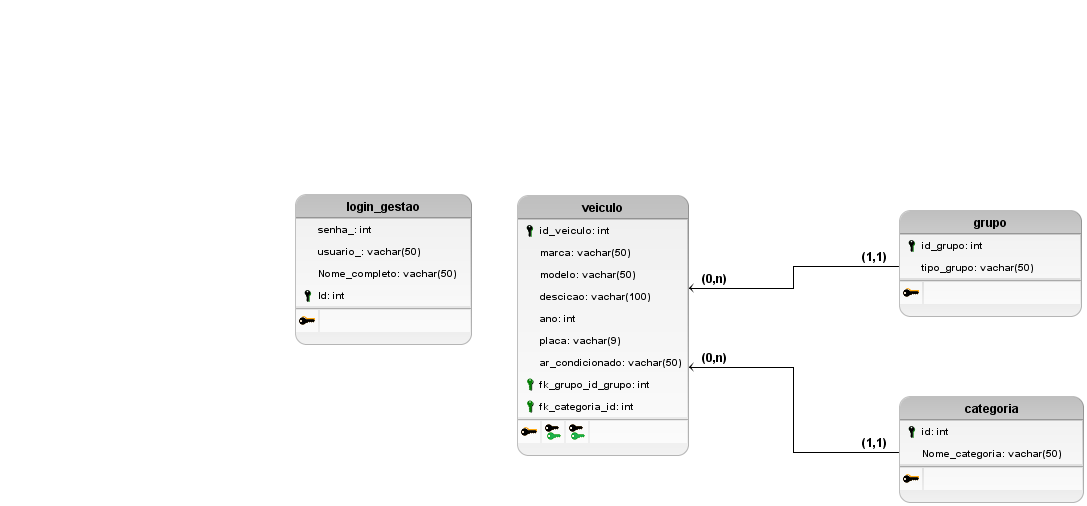 login_gestao
senha_: int
usuario_: vachar(50)
Nome_completo: vachar(50)
Id: int
veiculo
id_veiculo: int
marca: vachar(50)
modelo: vachar(50)
descicao: vachar(100)
ano: int
placa: vachar(9)
ar_condicionado: vachar(50)
fk_grupo_id_grupo: int
fk_categoria_id: int
(0,n)
(1,1)
grupo
id_grupo: int
tipo_grupo: vachar(50)
(0,n)
(1,1)
categoria
id: int
Nome_categoria: vachar(50)